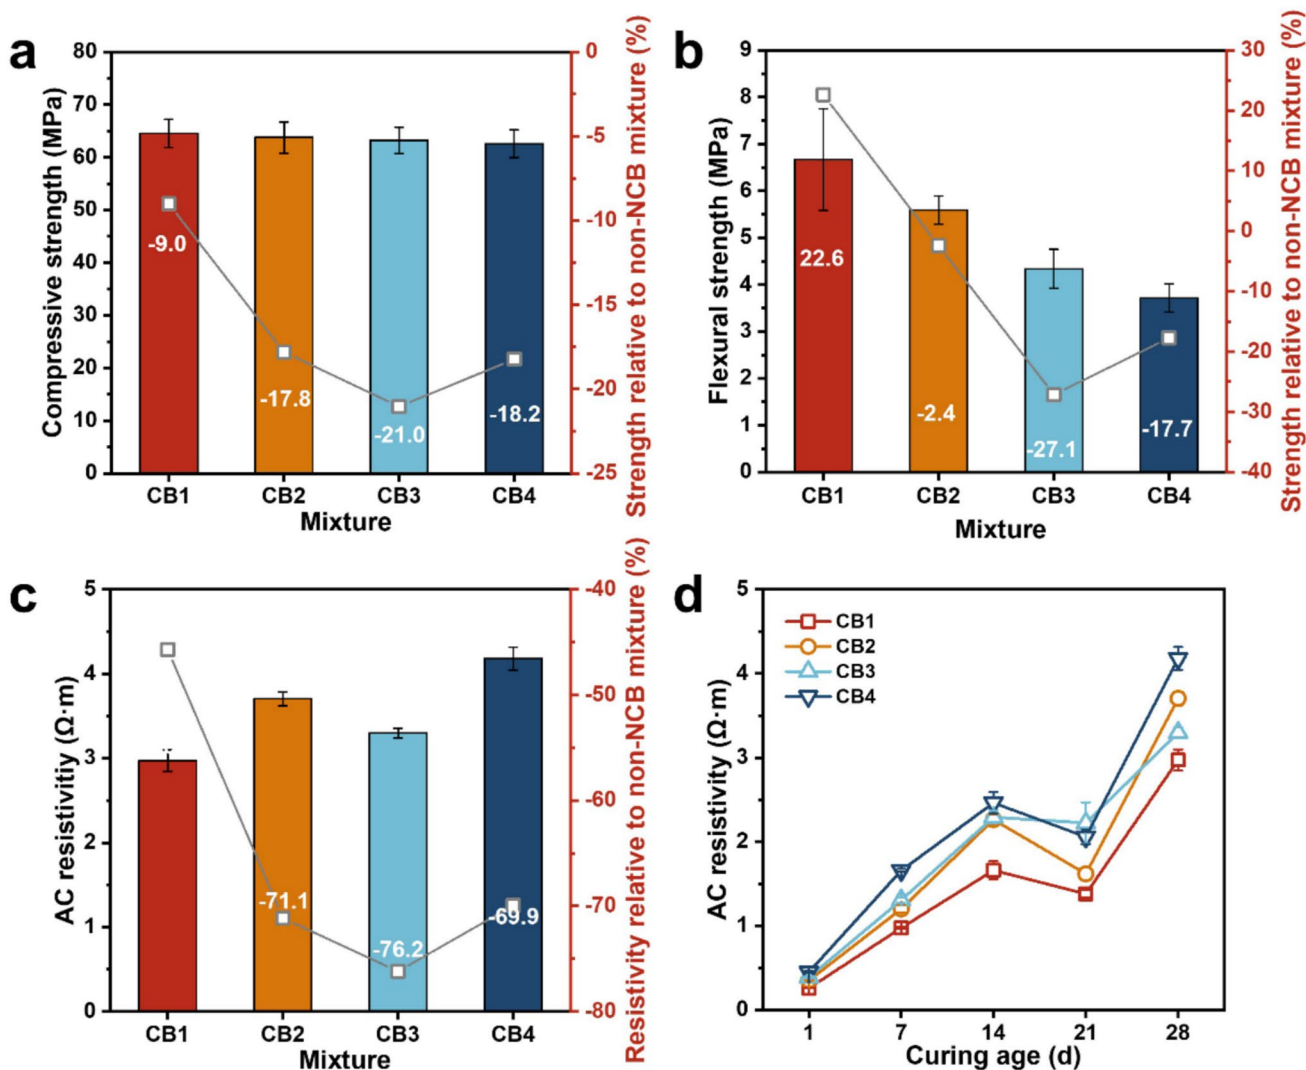 a
Compressive strength (MPa)
80
70
60
50
40
30
20
10
0
0
-5
-10
-15
-20
-25
Strength relative to non-NCB mixture (%)
-9.0
-17.8
-21.0
-18.2
CB1 CB2 CB3 CB4
Mixture
b
Flexural strength (MPa)
9
8
7
6
5
4
3
2
1
0
30
20
10
0
-10
-20
-30
-40
Strength relative to non-NCB mixture (%)
22.6
-2.4
-27.1
-17.7
CB1 CB2 CB3 CB4
Mixture
c
AC resistivitiy (Ω·m)
5
4
3
2
1
0
-40
-50
-60
-70
-80
Resistivity relative to non-NCB mixture (%)
-71.1
-76.2
-69.9
CB1 CB2 CB3 CB4
Mixture
d
AC resistivity (Ω·m)
5
4
3
2
1
0
CB1
CB2
CB3
CB4
1 7 14 21 28
Curing age (d)